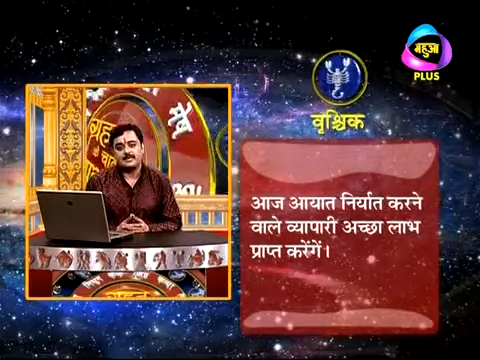 महुआ
PLUS
वृश्चिक
आज आयात निर्यात करने
वाले व्यापारी अच्छा लाभ
प्राप्त करेंगें।